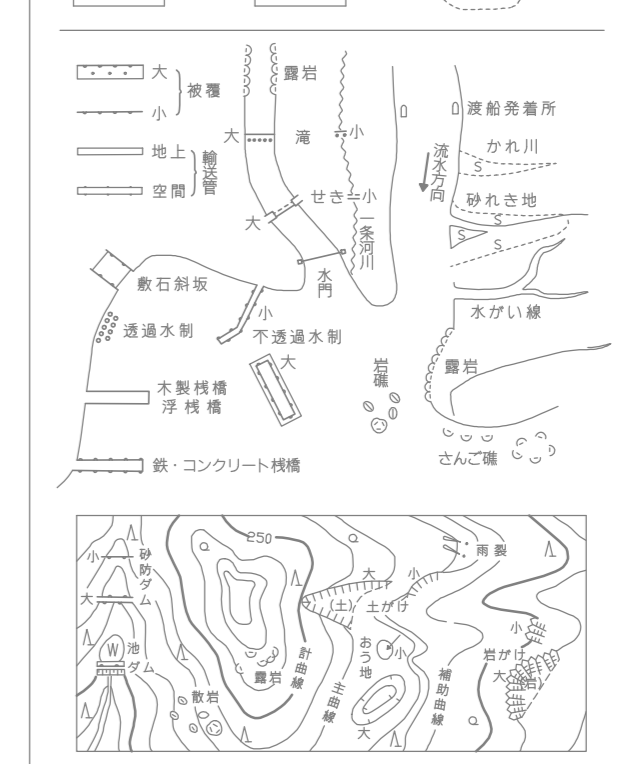 大
小
被覆
地上
空間
輸送管
露岩
大
滝
小
せき
小
大
一条河川
水門
流水方向
渡船発着所
かれ川
S
砂れき地
S
S
水がい線
敷石斜坂
透過水制
小
不透過水制
大
木製桟橋
浮桟橋
鉄・コンクリート桟橋
岩礁
露岩
さんご礁
250
小
砂防ダム
大
W
池
ダム
散岩
露岩
計曲線
主曲線
大
小
(土)
土がけ
おう地
小
大
補助曲線
雨裂
小
岩がけ
大
(岩)